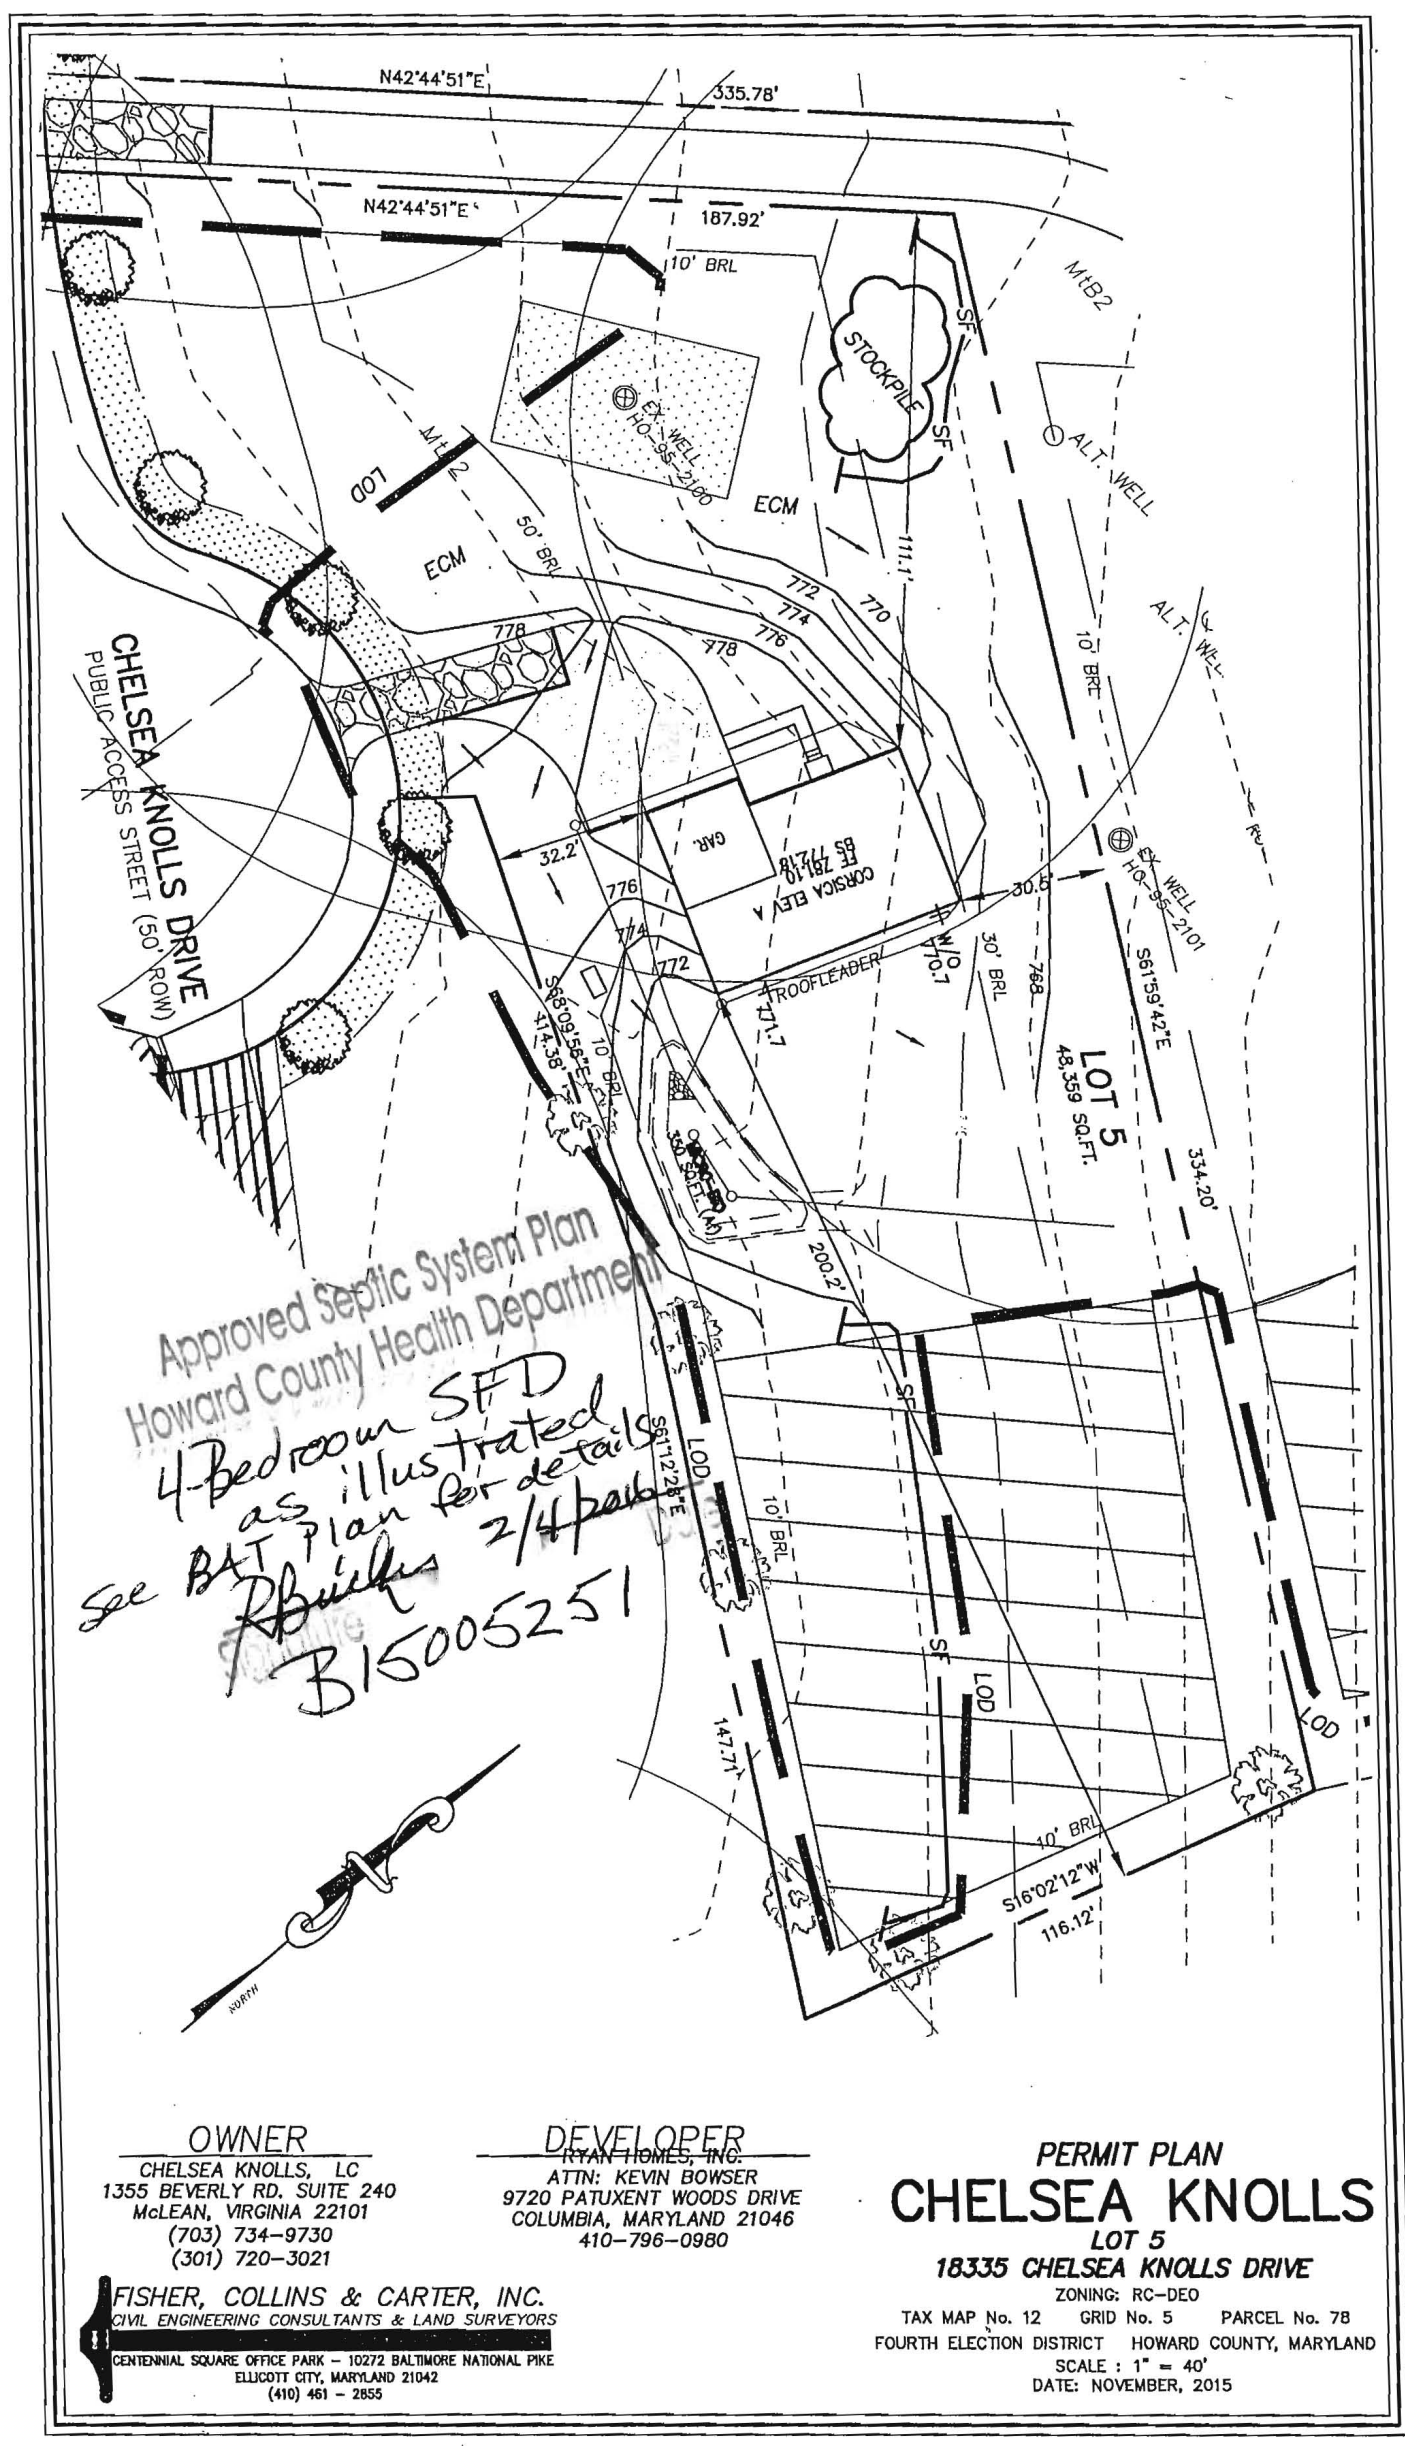 N42°44'51"E
335.78'
N42°44'51"E
187.92'
10' BRL
MtB2
SF
STOCKPILE
SF
EX. WELL
HO-95-2100
ALT. WELL
LOD
ECM
ECM
50' BRL
111.1'
772
774
776
778
770
778
10' BRL
ALT.
CHELSEA KNOLLS DRIVE
PUBLIC ACCESS STREET (50' ROW)
32.2'
GAR.
CORSICA ELEV A
FF 781.10
BS 772.18
30.5'
EX. WELL
HO-95-2101
776
774
772
W/O
770.7
ROOFLEADER
771.7
30' BRL
768
S61°59'42"E
334.20'
LOT 5
48,359 SQ.FT.
S68°09'56"E
114.38'
10' BRL
350 SQ.FT.
200.2'
Approved Septic System Plan
Howard County Health Department
4-Bedroom SFD
as illustrated
See BAT Plan for details
RBricker 2/4/2016
Signature
Date
B15005251
S61°12'28"E
147.71'
LOD
10' BRL
SF
SF
LOD
LOD
10' BRL
S16°02'12"W
116.12'
NORTH
OWNER
CHELSEA KNOLLS, LC
1355 BEVERLY RD. SUITE 240
McLEAN, VIRGINIA 22101
(703) 734-9730
(301) 720-3021
DEVELOPER
RYAN HOMES, INC.
ATTN: KEVIN BOWSER
9720 PATUXENT WOODS DRIVE
COLUMBIA, MARYLAND 21046
410-796-0980
FISHER, COLLINS & CARTER, INC.
CIVIL ENGINEERING CONSULTANTS & LAND SURVEYORS
CENTENNIAL SQUARE OFFICE PARK - 10272 BALTIMORE NATIONAL PIKE
ELLICOTT CITY, MARYLAND 21042
(410) 461 - 2855
PERMIT PLAN
CHELSEA KNOLLS
LOT 5
18335 CHELSEA KNOLLS DRIVE
ZONING: RC-DEO
TAX MAP No. 12 GRID No. 5 PARCEL No. 78
FOURTH ELECTION DISTRICT HOWARD COUNTY, MARYLAND
SCALE : 1" = 40'
DATE: NOVEMBER, 2015